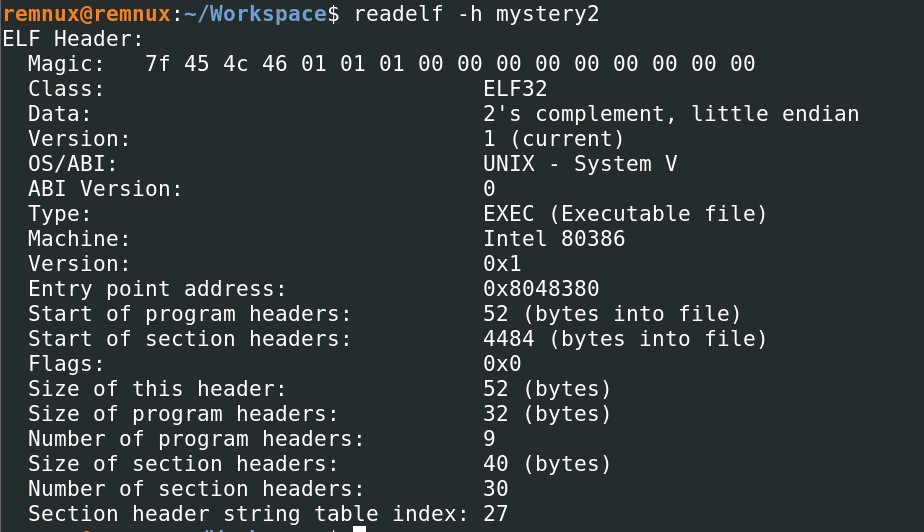 remnux@remnux:~/Workspace$ readelf -h mystery2
ELF Header:
  Magic:   7f 45 4c 46 01 01 01 00 00 00 00 00 00 00 00 00
  Class:                             ELF32
  Data:                              2's complement, little endian
  Version:                           1 (current)
  OS/ABI:                            UNIX - System V
  ABI Version:                       0
  Type:                              EXEC (Executable file)
  Machine:                           Intel 80386
  Version:                           0x1
  Entry point address:               0x8048380
  Start of program headers:          52 (bytes into file)
  Start of section headers:          4484 (bytes into file)
  Flags:                             0x0
  Size of this header:               52 (bytes)
  Size of program headers:           32 (bytes)
  Number of program headers:         9
  Size of section headers:           40 (bytes)
  Number of section headers:         30
  Section header string table index: 27